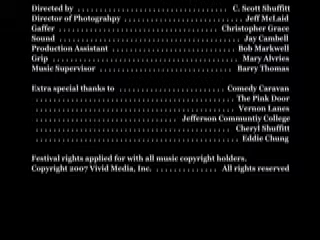 Directed by . . . . . . . . . . . . . . . . . . . . . . . . . . . . . . . . C. Scott Shuffitt
Director of Photograhpy . . . . . . . . . . . . . . . . . . . . . . . . . Jeff McLaid
Gaffer . . . . . . . . . . . . . . . . . . . . . . . . . . . . . . . . . . . Christopher Grace
Sound . . . . . . . . . . . . . . . . . . . . . . . . . . . . . . . . . . . . . . . Jay Cambell
Production Assistant . . . . . . . . . . . . . . . . . . . . . . . . . . Bob Markwell
Grip . . . . . . . . . . . . . . . . . . . . . . . . . . . . . . . . . . . . . . . . Mary Alvries
Music Supervisor . . . . . . . . . . . . . . . . . . . . . . . . . . . . . Barry Thomas
Extra special thanks to . . . . . . . . . . . . . . . . . . . . . . . Comedy Caravan
. . . . . . . . . . . . . . . . . . . . . . . . . . . . . . . . . . . . . . . . . . The Pink Door
. . . . . . . . . . . . . . . . . . . . . . . . . . . . . . . . . . . . . . . . . . Vernon Lanes
. . . . . . . . . . . . . . . . . . . . . . . . . . . . . . Jefferson Communtiy College
. . . . . . . . . . . . . . . . . . . . . . . . . . . . . . . . . . . . . . . . . Cheryl Shuffitt
. . . . . . . . . . . . . . . . . . . . . . . . . . . . . . . . . . . . . . . . . . . Eddie Chung
Festival rights applied for with all music copyright holders.
Copyright 2007 Vivid Media, Inc. . . . . . . . . . . . . . . All rights reserved